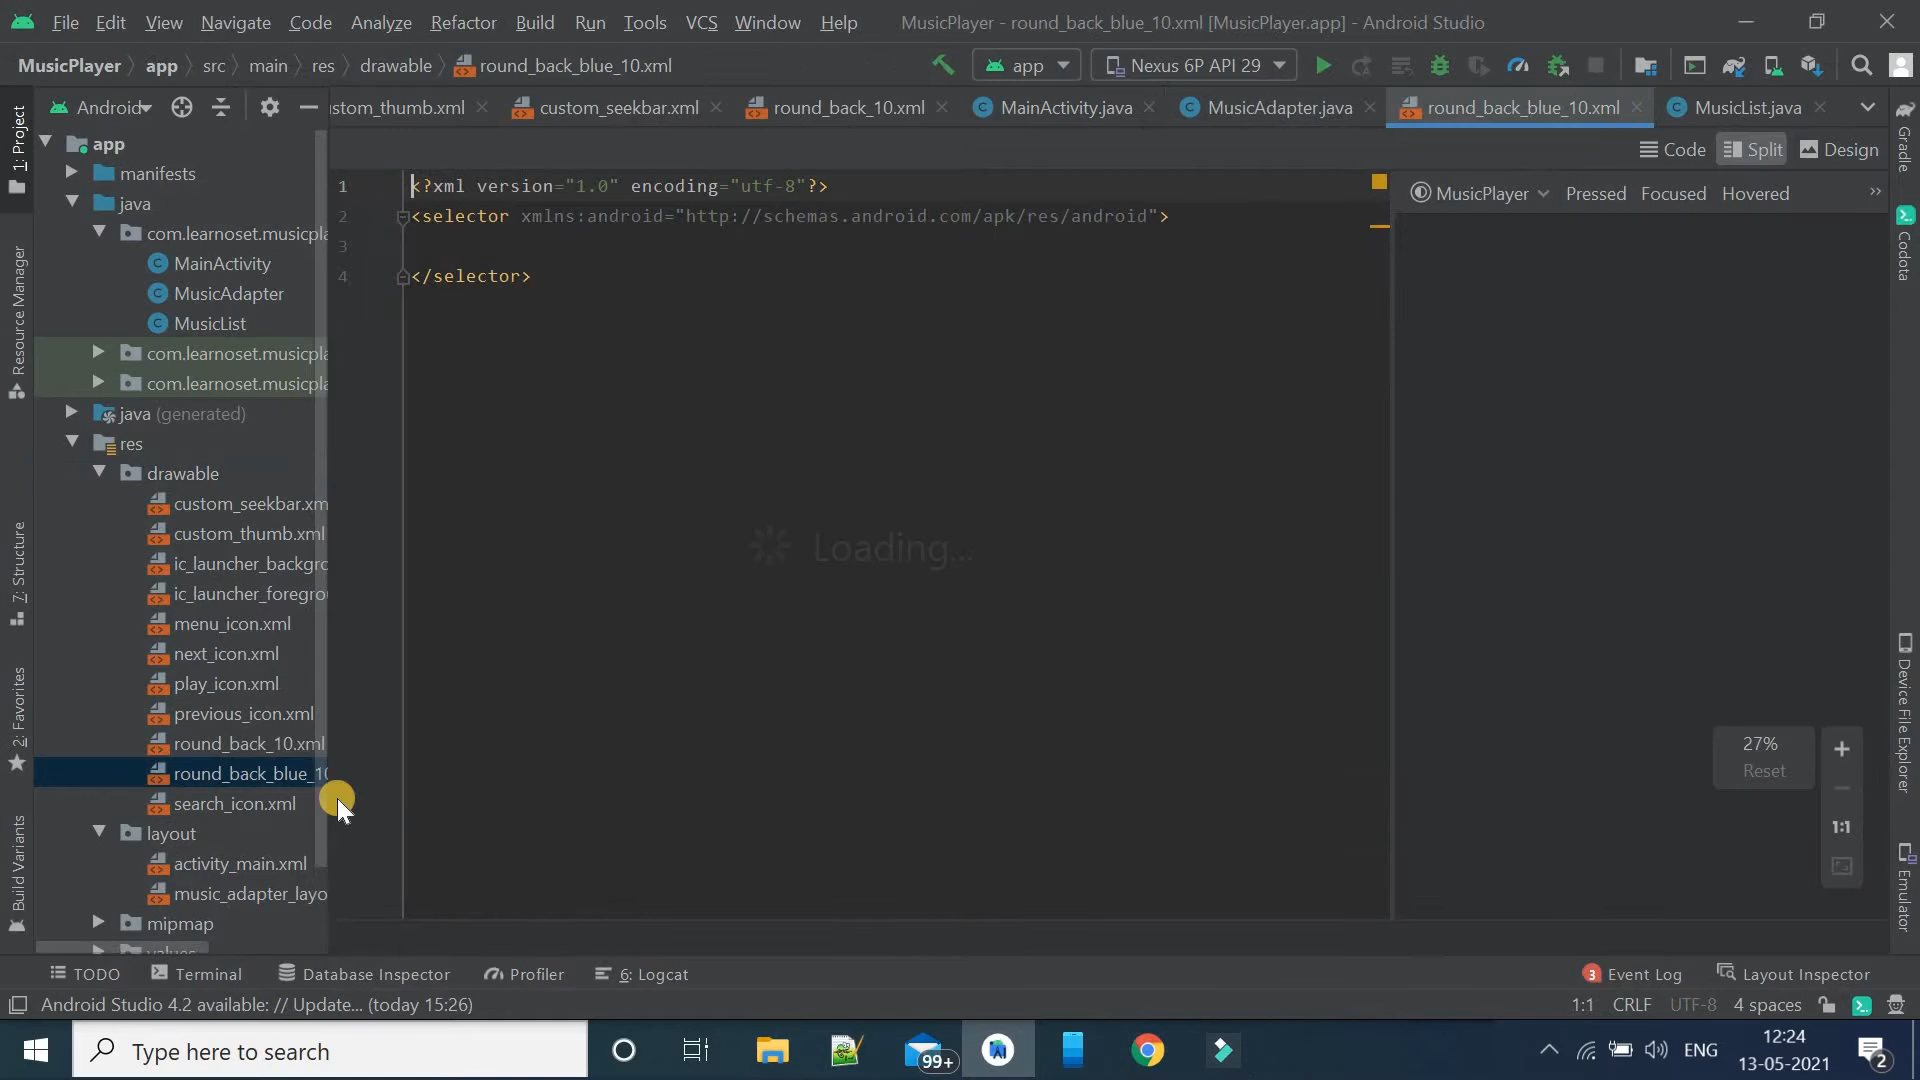 File Edit View Navigate Code Analyze Refactor Build Run Tools VCS Window Help MusicPlayer - round_back_blue_10.xml [MusicPlayer.app] - Android Studio
MusicPlayer app src main res drawable round_back_blue_10.xml app Nexus 6P API 29
Android stom_thumb.xml custom_seekbar.xml round_back_10.xml MainActivity.java MusicAdapter.java round_back_blue_10.xml MusicList.java
Code Split Design
MusicPlayer Pressed Focused Hovered
1 <?xml version="1.0" encoding="utf-8"?>
2 <selector xmlns:android="http://schemas.android.com/apk/res/android">
3
4 </selector>
Loading...
27%
Reset
1:1
app
manifests
java
com.learnoset.musicpla
MainActivity
MusicAdapter
MusicList
com.learnoset.musicpla
com.learnoset.musicpla
java (generated)
res
drawable
custom_seekbar.xm
custom_thumb.xml
ic_launcher_backgro
ic_launcher_foregrou
menu_icon.xml
next_icon.xml
play_icon.xml
previous_icon.xml
round_back_10.xml
round_back_blue_10
search_icon.xml
layout
activity_main.xml
music_adapter_layo
mipmap
values
1: Project
Resource Manager
7: Structure
2: Favorites
Build Variants
Gradle
Codota
Device File Explorer
Emulator
TODO Terminal Database Inspector Profiler 6: Logcat 3 Event Log Layout Inspector
Android Studio 4.2 available: // Update... (today 15:26) 1:1 CRLF UTF-8 4 spaces
Type here to search 99+ ENG 12:24
13-05-2021 2